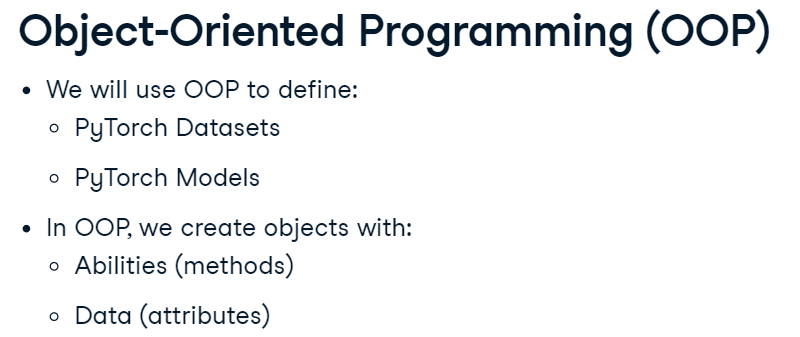 Object-Oriented Programming (OOP)
• We will use OOP to define:
◦ PyTorch Datasets
◦ PyTorch Models
• In OOP, we create objects with:
◦ Abilities (methods)
◦ Data (attributes)